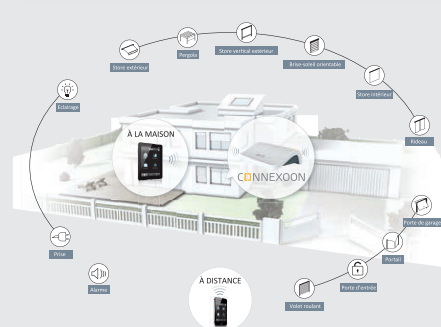 Pergola
Store vertical extérieur
Store extérieur
Brise-soleil orientable
Store intérieur
Eclairage
À LA MAISON
Rideau
CONNEXOON
Porte de garage
Prise
Portail
Alarme
À DISTANCE
Porte d'entrée
Volet roulant